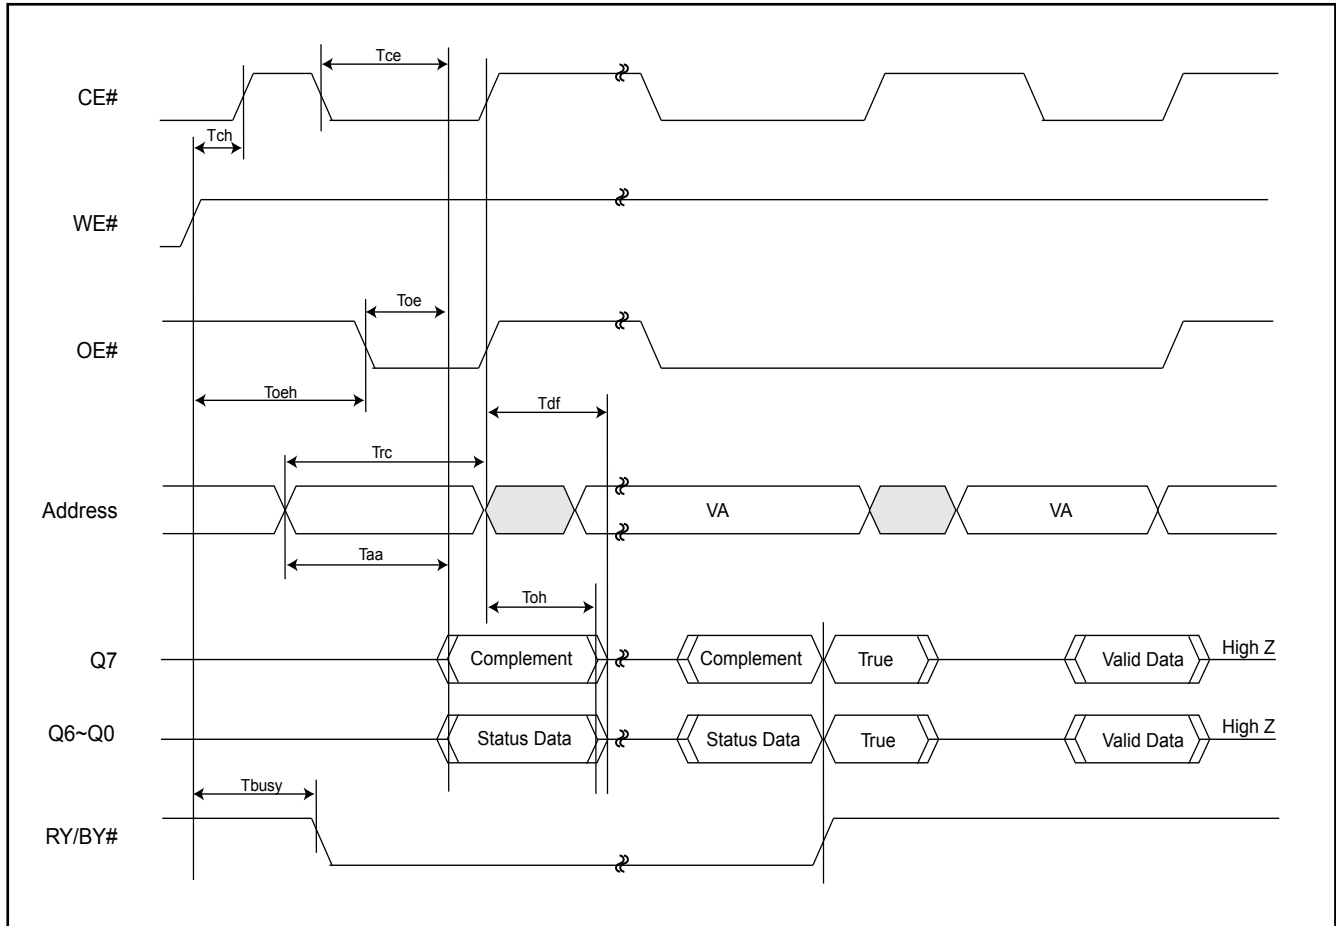 Tce
CE#
Tch
WE#
Toe
OE#
Toeh
Tdf
Trc
Address
VA
VA
Taa
Toh
Q7
Complement
Complement
True
Valid Data
High Z
Q6~Q0
Status Data
Status Data
True
Valid Data
High Z
Tbusy
RY/BY#